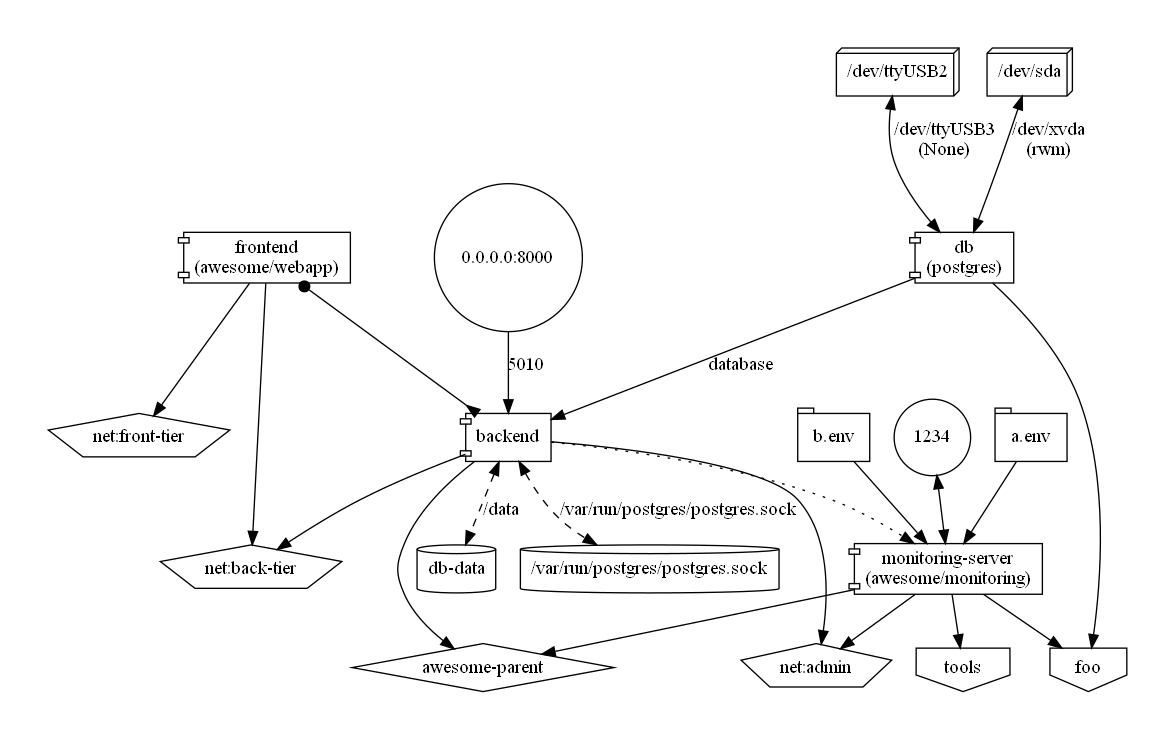 /dev/ttyUSB2
/dev/sda
/dev/ttyUSB3
(None)
/dev/xvda
(rwm)
frontend
(awesome/webapp)
0.0.0.0:8000
db
(postgres)
5010
database
net:front-tier
backend
b.env
1234
a.env
/data
/var/run/postgres/postgres.sock
net:back-tier
db-data
/var/run/postgres/postgres.sock
monitoring-server
(awesome/monitoring)
awesome-parent
net:admin
tools
foo